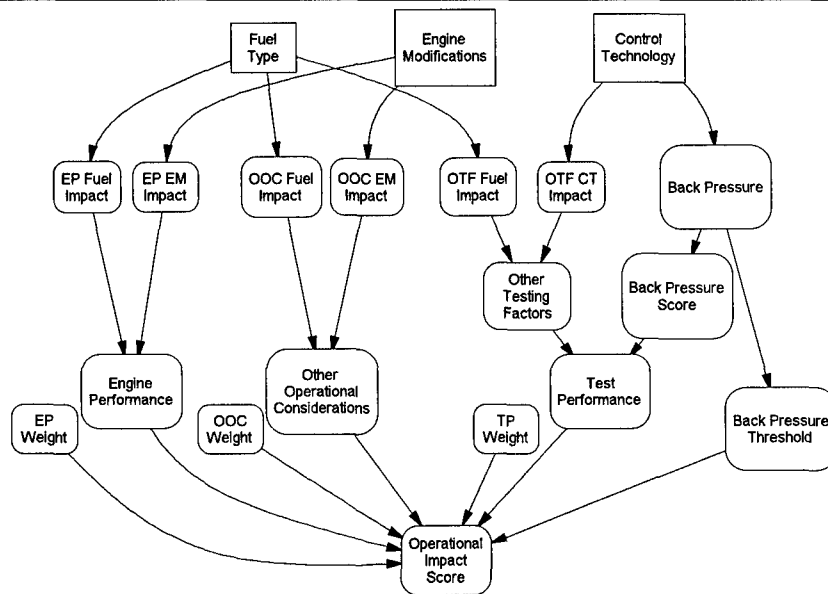 Fuel
Type
Engine
Modifications
Control
Technology
EP Fuel
Impact
EP EM
Impact
OOC Fuel
Impact
OOC EM
Impact
OTF Fuel
Impact
OTF CT
Impact
Back Pressure
Other
Testing
Factors
Back Pressure
Score
Engine
Performance
Other
Operational
Considerations
Test
Performance
Back Pressure
Threshold
EP
Weight
OOC
Weight
TP
Weight
Operational
Impact
Score